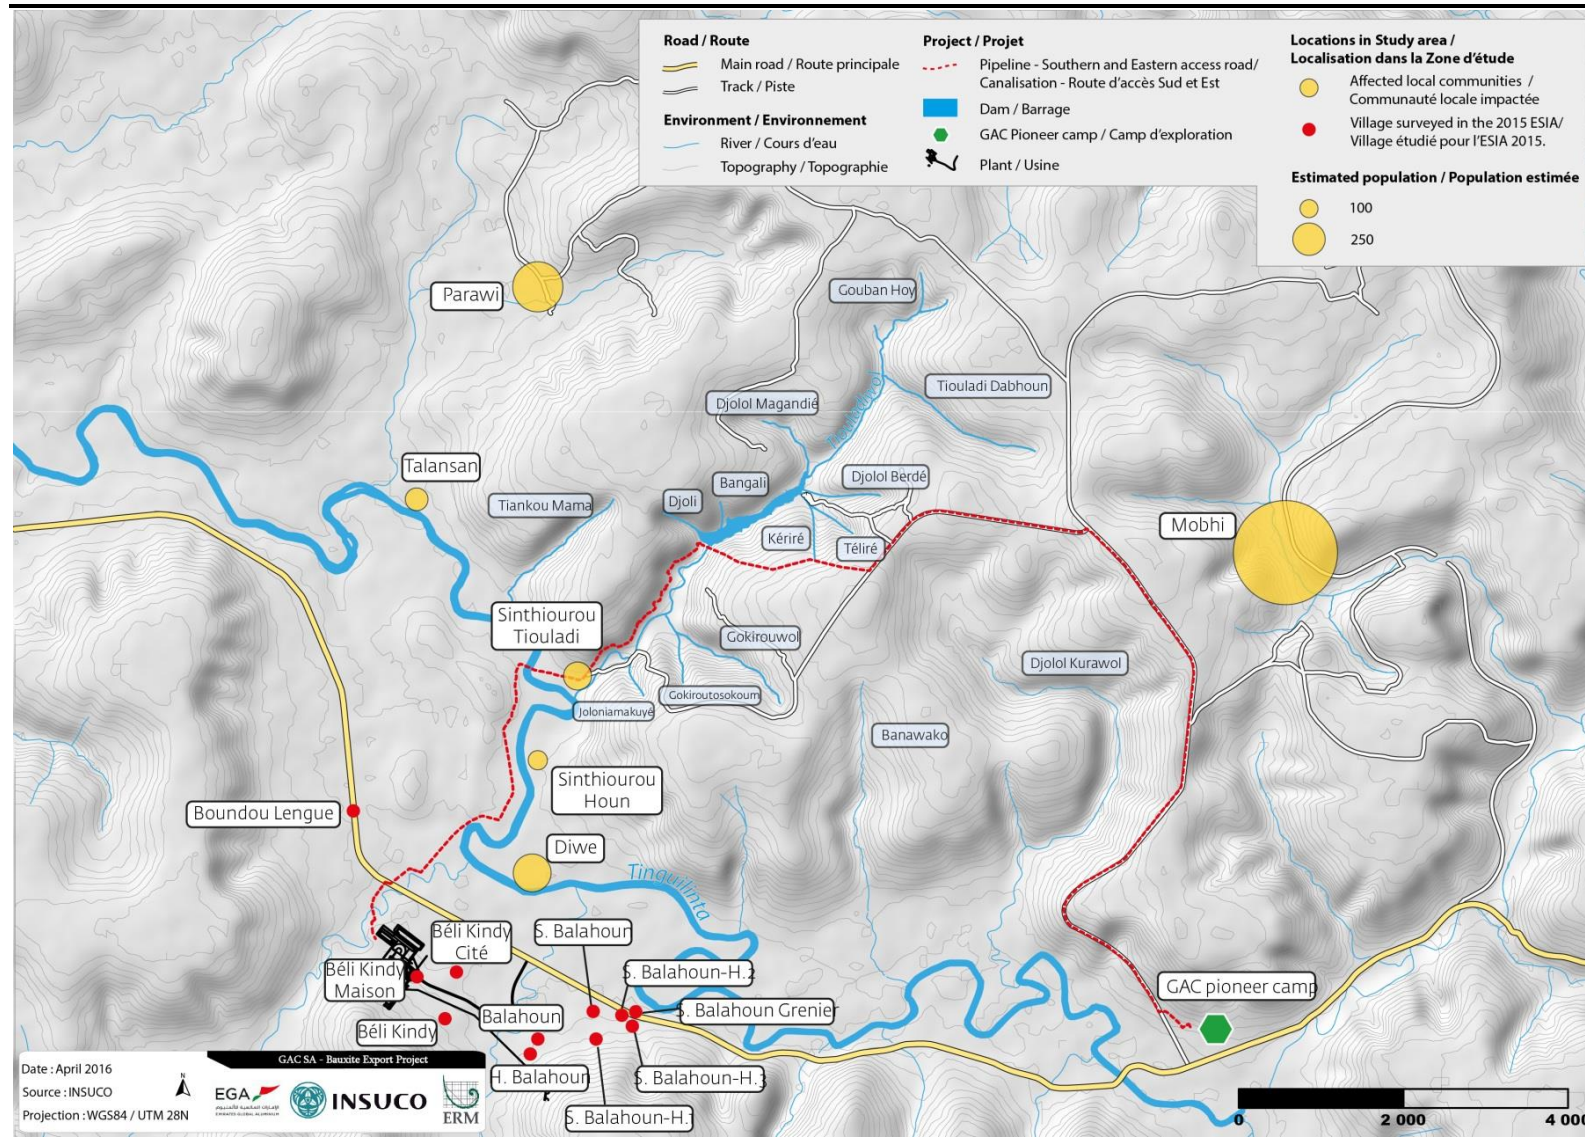 Road / Route
Main road / Route principale
Track / Piste
Environment / Environnement
River / Cours d'eau
Topography / Topographie
Project / Projet
Pipeline - Southern and Eastern access road/
Canalisation - Route d'accès Sud et Est
Dam / Barrage
GAC Pioneer camp / Camp d'exploration
Plant / Usine
Locations in Study area /
Localisation dans la Zone d'étude
Affected local communities /
Communauté locale impactée
Village surveyed in the 2015 ESIA/
Village étudié pour l'ESIA 2015.
Estimated population / Population estimée
100
250
Parawi
Gouban Hoy
Tiouladi Dabhoun
Djolol Magandié
Tiouladiwol
Talansan
Tiankou Mama
Djoli
Bangali
Djolol Berdé
Kériré
Téliré
Mobhi
Sinthiourou
Tiouladi
Gokirouwol
Djolol Kurawol
Gokiroutosokoum
Joloniamakuyé
Banawako
Sinthiourou
Houn
Boundou Lengue
Diwe
Tinguilinta
Béli Kindy
Cité
S. Balahoun
Béli Kindy
Maison
S. Balahoun-H.2
GAC pioneer camp
S. Balahoun Grenier
Béli Kindy
Balahoun
H. Balahoun
S. Balahoun-H.3
S. Balahoun-H.1
Date : April 2016
Source : INSUCO
Projection : WGS84 / UTM 28N
N
GAC SA - Bauxite Export Project
EGA
EMIRATES GLOBAL ALUMINIUM
INSUCO
ERM
0
2 000
4 000